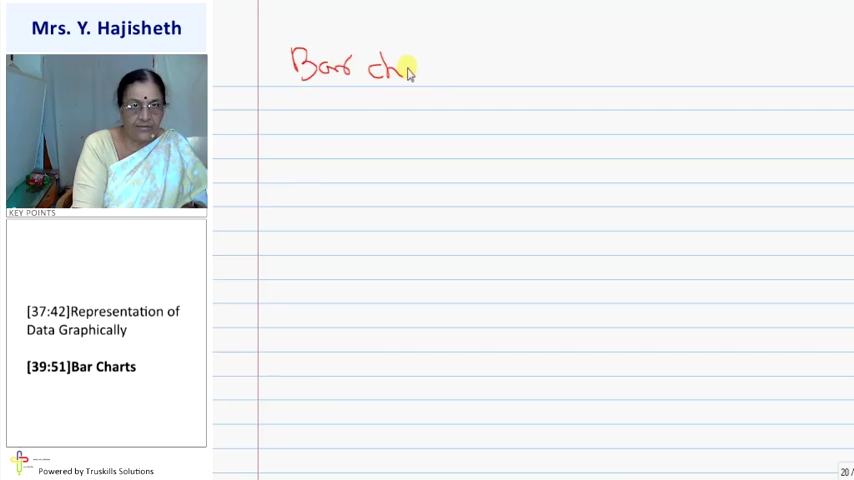 Mrs. Y. Hajisheth
Bar ch
KEY POINTS
[37:42]Representation of
Data Graphically
[39:51]Bar Charts
Powered by Truskills Solutions
20/